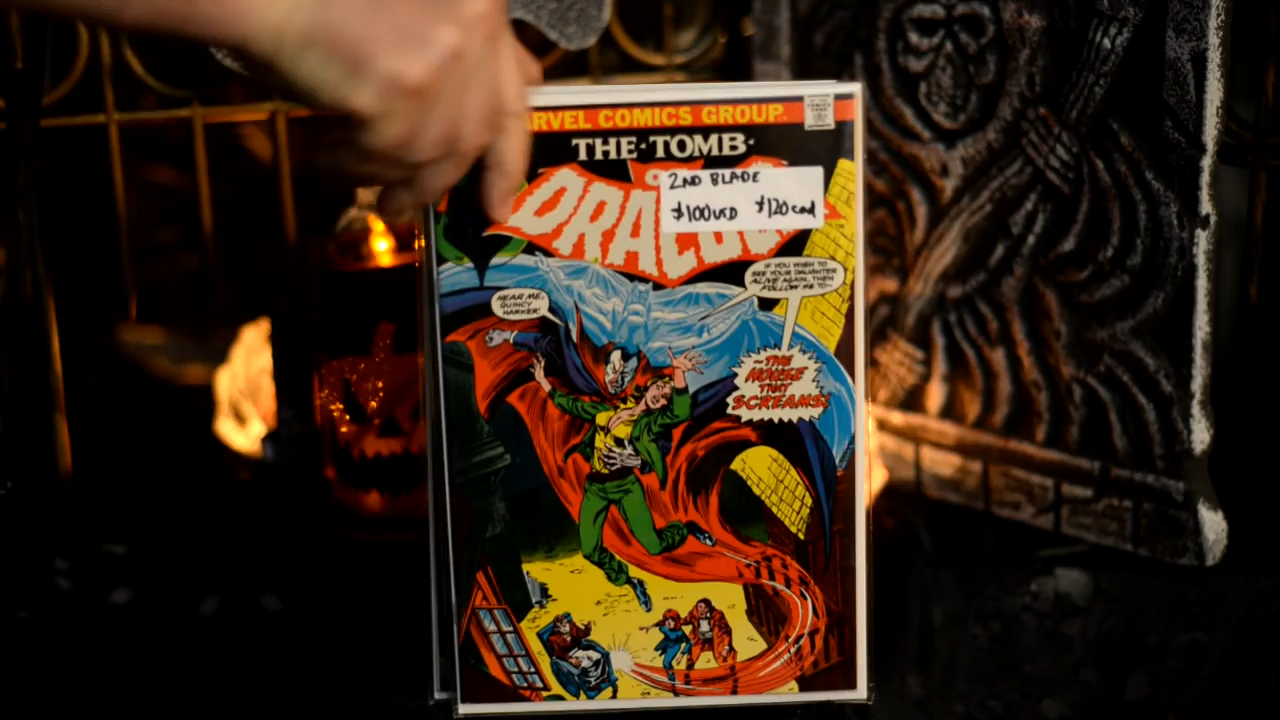 ARVEL COMICS GROUP.
THE·TOMB·
DRACU
2ND BLADE
$100USD $120cad
IF YOU WISH TO
SEE YOUR DAUGHTER
ALIVE AGAIN, THEN
FOLLOW ME TO--
HEAR ME,
QUINCY
HARKER!
--THE
HOUSE
THAT
SCREAMS!